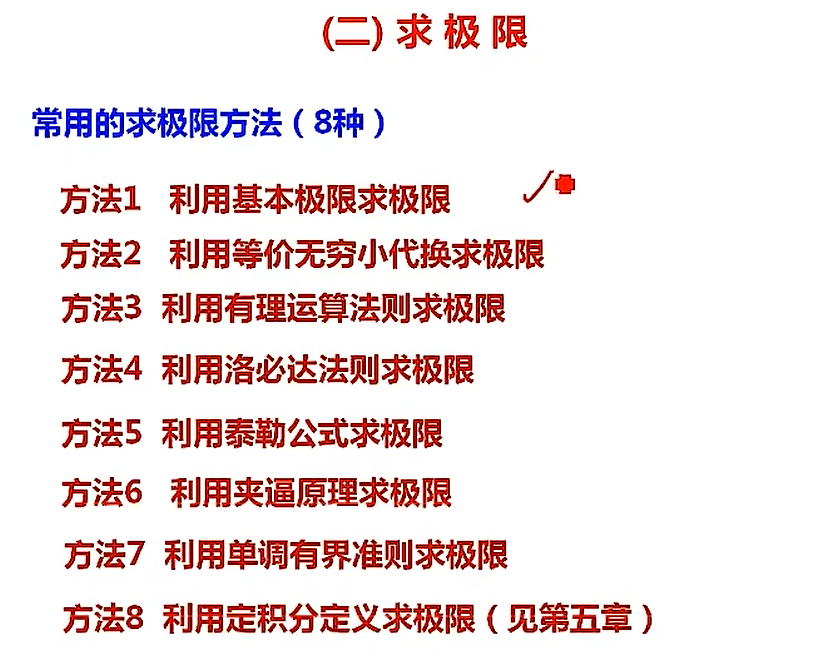 (二) 求 极 限
常用的求极限方法（8种）
方法1 利用基本极限求极限
方法2 利用等价无穷小代换求极限
方法3 利用有理运算法则求极限
方法4 利用洛必达法则求极限
方法5 利用泰勒公式求极限
方法6 利用夹逼原理求极限
方法7 利用单调有界准则求极限
方法8 利用定积分定义求极限（见第五章）